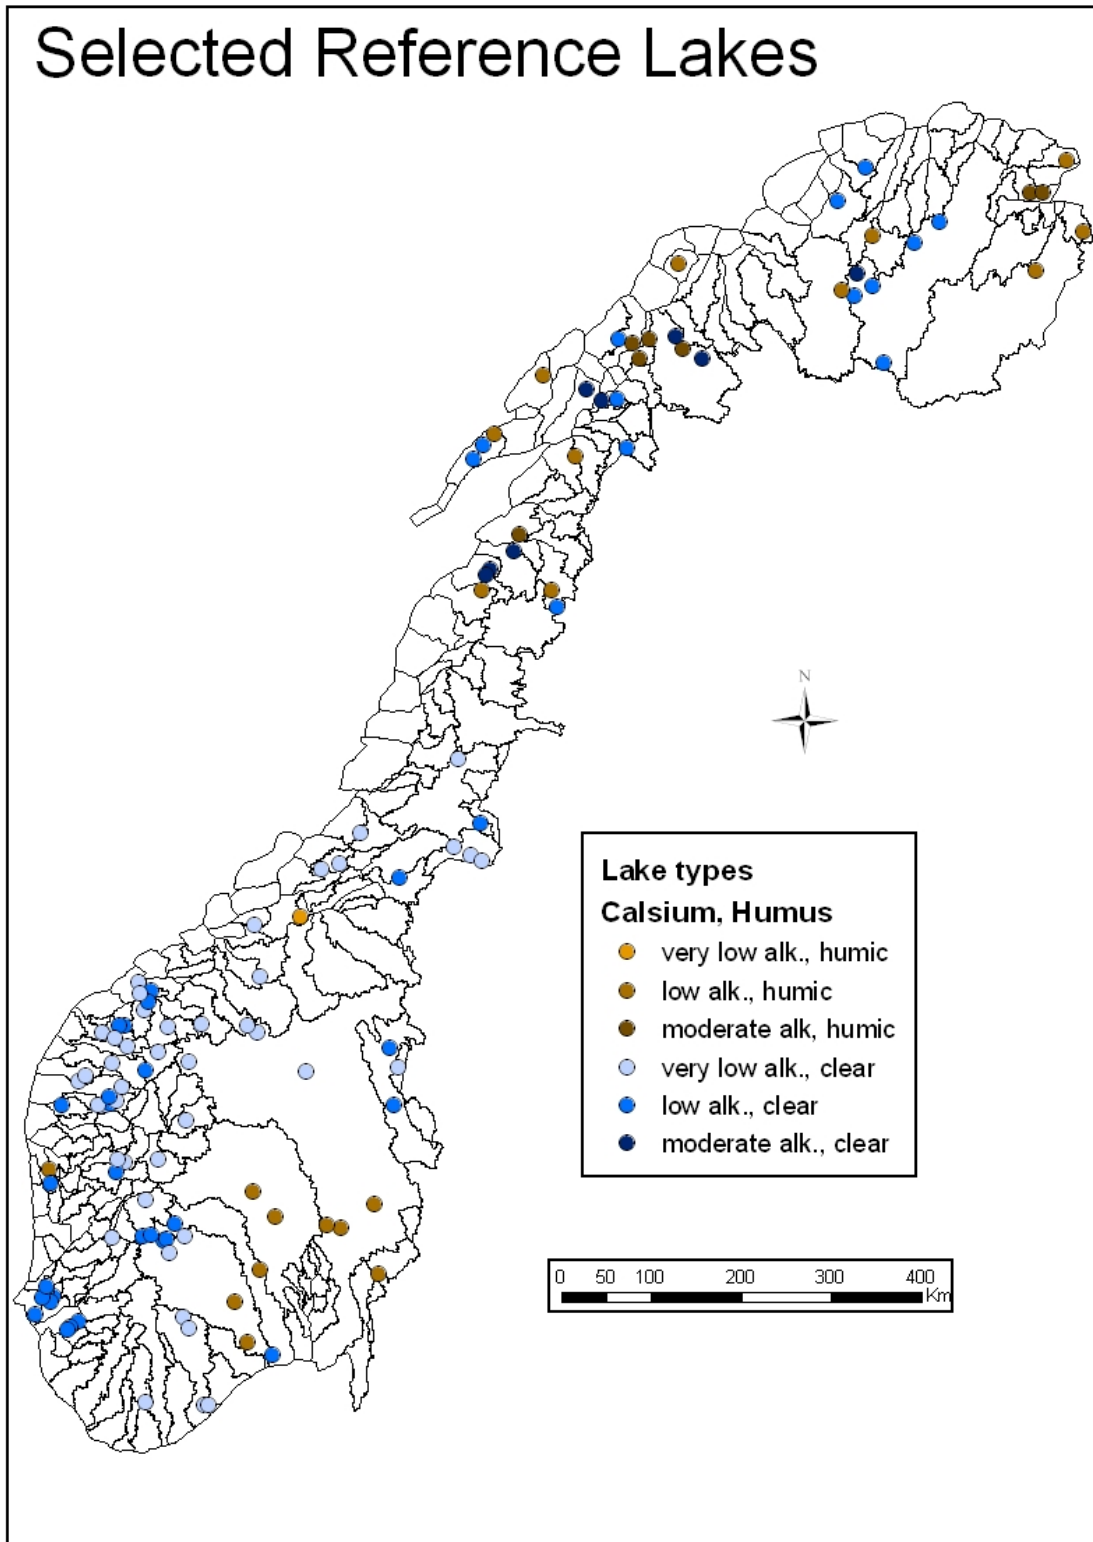 Selected Reference Lakes
N
Lake types
Calsium, Humus
very low alk., humic
low alk., humic
moderate alk, humic
very low alk., clear
low alk., clear
moderate alk., clear
0 50 100 200 300 400
Km